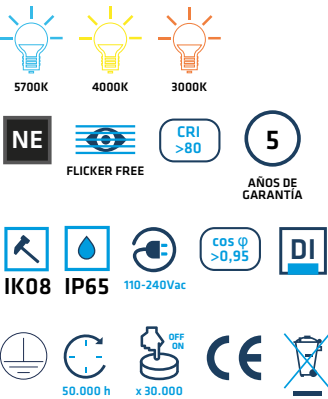 5700K 4000K 3000K
NE
FLICKER FREE
CRI
>80
5
AÑOS DE
GARANTÍA
IK08 IP65 110-240Vac
cos φ
>0,95
DI
50.000 h
OFF
ON
x 30.000
CE